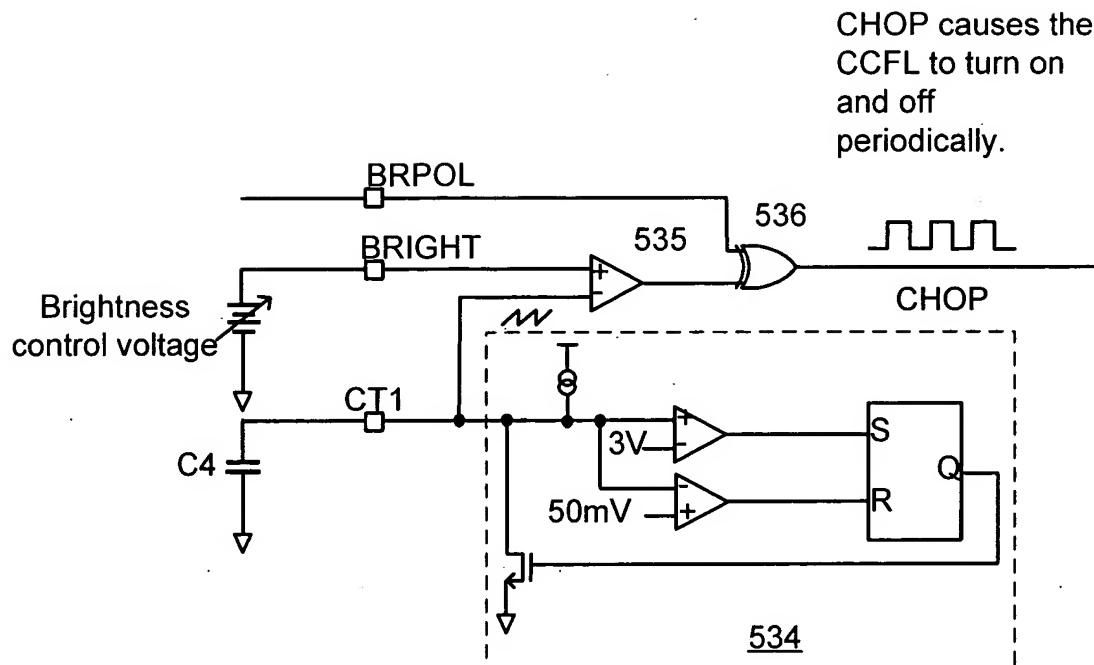 CHOP causes the
CCFL to turn on
and off
periodically.
BRPOL
536
BRIGHT
535
CHOP
Brightness
control voltage
CT1
C4
3V
50mV
S
R
Q
+
-
+
-
-
+
534